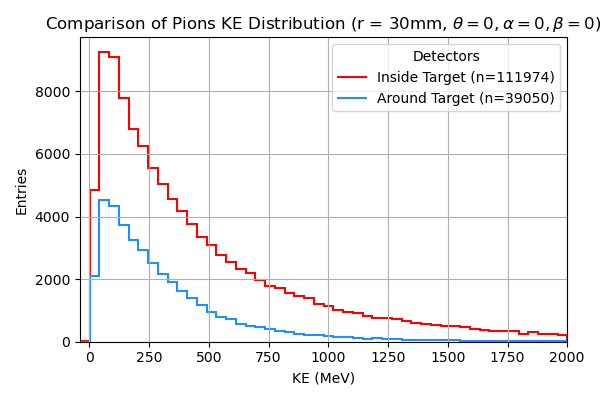 Comparison of Pions KE Distribution (r = 30mm, θ = 0, α = 0, β = 0)
Detectors
Inside Target (n=111974)
Around Target (n=39050)
Entries
8000
6000
4000
2000
0
0 250 500 750 1000 1250 1500 1750 2000
KE (MeV)